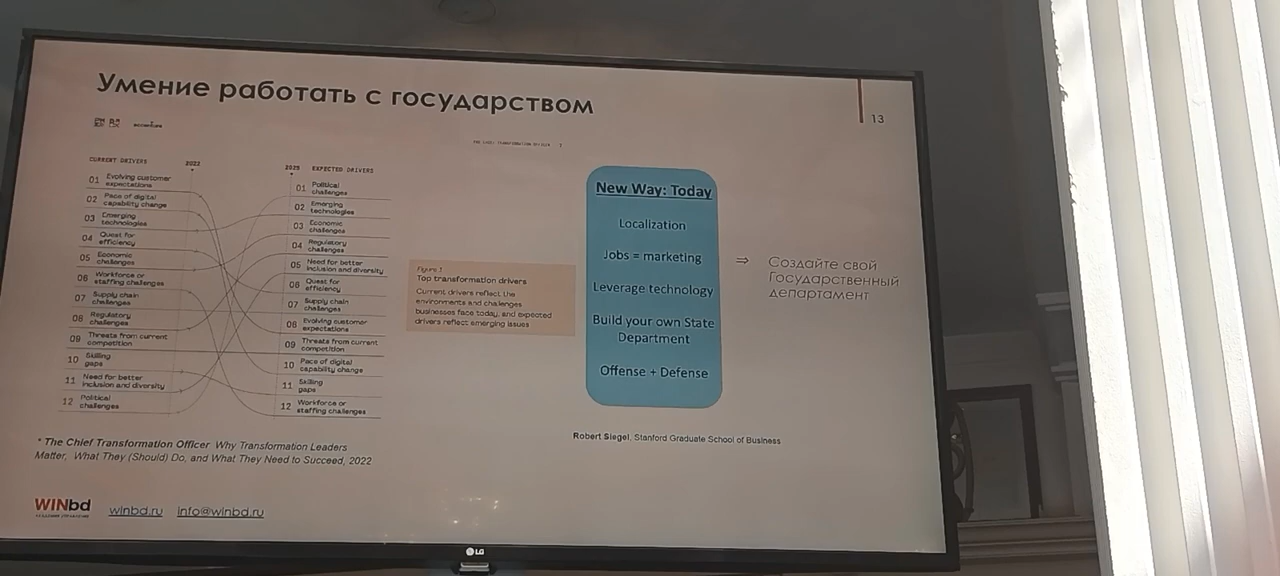 Умение работать с государством
13
accenture
THE CHIEF TRANSFORMATION OFFICER
CURRENT DRIVERS
2022
01 Evolving customer
expectations
02 Pace of digital
capability change
03 Emerging
technologies
04 Quest for
efficiency
05 Economic
challenges
06 Workforce or
staffing challenges
07 Supply chain
challenges
08 Regulatory
challenges
09 Threats from current
competition
10 Skilling
gaps
11 Need for better
inclusion and diversity
12 Political
challenges
2025 EXPECTED DRIVERS
01 Political
challenges
02 Emerging
technologies
03 Economic
challenges
04 Regulatory
challenges
05 Need for better
inclusion and diversity
06 Quest for
efficiency
07 Supply chain
challenges
08 Evolving customer
expectations
09 Threats from current
competition
10 Pace of digital
capability change
11 Skilling
gaps
12 Workforce or
staffing challenges
Figure 1
Top transformation drivers
Current drivers reflect the
environments and challenges
businesses face today, and expected
drivers reflect emerging issues
New Way: Today
Localization
Jobs = marketing
Leverage technology
Build your own State
Department
Offense + Defense
⇒ Создайте свой
Государственный
департамент
Robert Siegel, Stanford Graduate School of Business
* The Chief Transformation Officer Why Transformation Leaders
Matter, What They (Should) Do, and What They Need to Succeed, 2022
WINbd
winbd.ru info@winbd.ru
LG